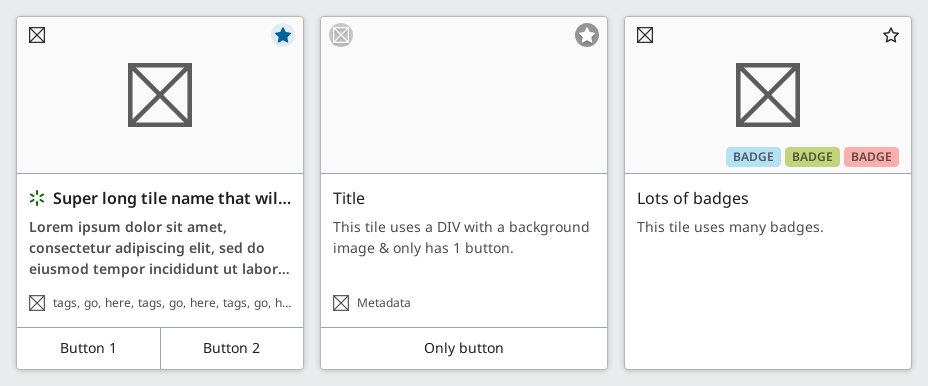 Super long tile name that wil...
Lorem ipsum dolor sit amet,
consectetur adipiscing elit, sed do
eiusmod tempor incididunt ut labor...
tags, go, here, tags, go, here, tags, go, h...
Button 1
Button 2
Title
This tile uses a DIV with a background
image & only has 1 button.
Metadata
Only button
BADGE
BADGE
BADGE
Lots of badges
This tile uses many badges.